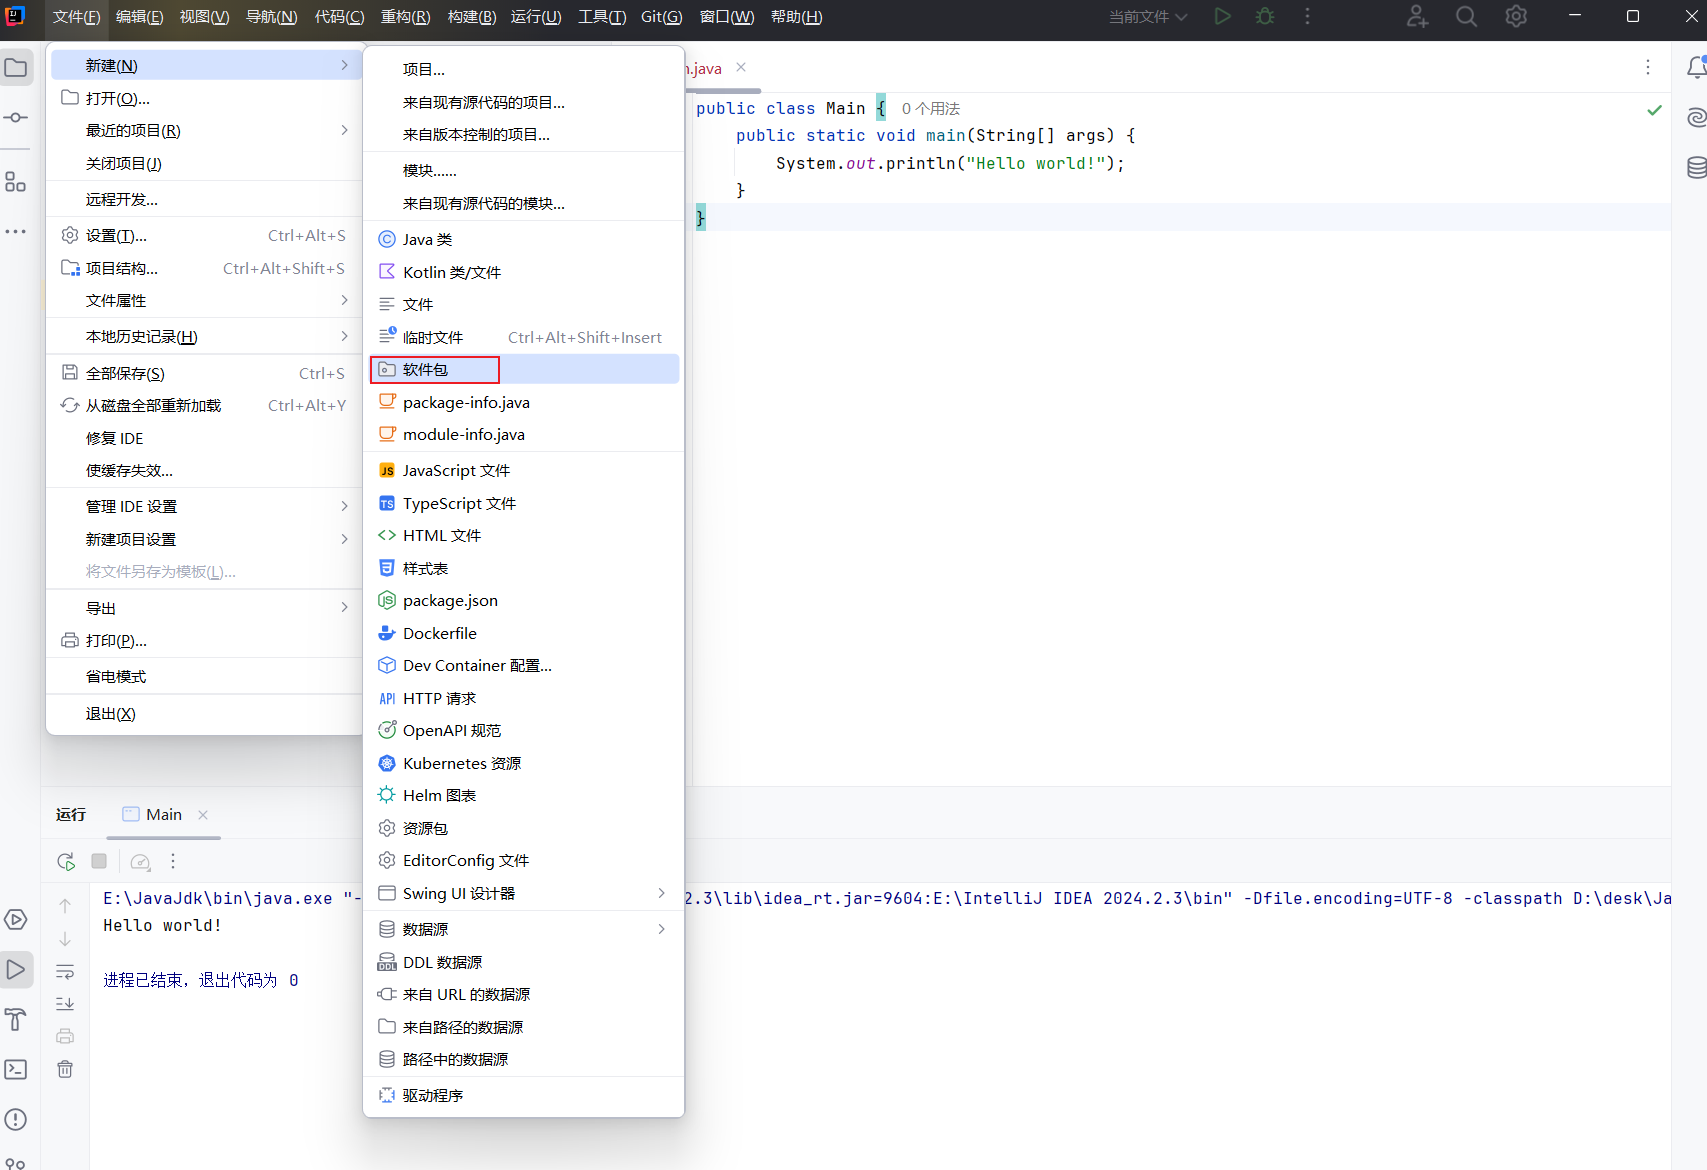 文件(F) 编辑(E) 视图(V) 导航(N) 代码(C) 重构(R) 构建(B) 运行(U) 工具(T) Git(G) 窗口(W) 帮助(H) 当前文件
新建(N)
打开(O)...
最近的项目(R)
关闭项目(J)
远程开发...
设置(T)... Ctrl+Alt+S
项目结构... Ctrl+Alt+Shift+S
文件属性
本地历史记录(H)
全部保存(S) Ctrl+S
从磁盘全部重新加载 Ctrl+Alt+Y
修复 IDE
使缓存失效...
管理 IDE 设置
新建项目设置
将文件另存为模板(L)...
导出
打印(P)...
省电模式
退出(X)
项目...
来自现有源代码的项目...
来自版本控制的项目...
模块......
来自现有源代码的模块...
Java 类
Kotlin 类/文件
文件
临时文件 Ctrl+Alt+Shift+Insert
软件包
package-info.java
module-info.java
JS JavaScript 文件
TS TypeScript 文件
HTML 文件
样式表
package.json
Dockerfile
Dev Container 配置...
API HTTP 请求
OpenAPI 规范
Kubernetes 资源
Helm 图表
资源包
EditorConfig 文件
Swing UI 设计器
数据源
DDL DDL 数据源
来自 URL 的数据源
来自路径的数据源
路径中的数据源
驱动程序
n.java
public class Main { 0 个用法
public static void main(String[] args) {
System.out.println("Hello world!");
}
}
运行 Main
E:\JavaJdk\bin\java.exe "- 2.3\lib\idea_rt.jar=9604:E:\IntelliJ IDEA 2024.2.3\bin" -Dfile.encoding=UTF-8 -classpath D:\desk\Ja
Hello world!
进程已结束，退出代码为 0